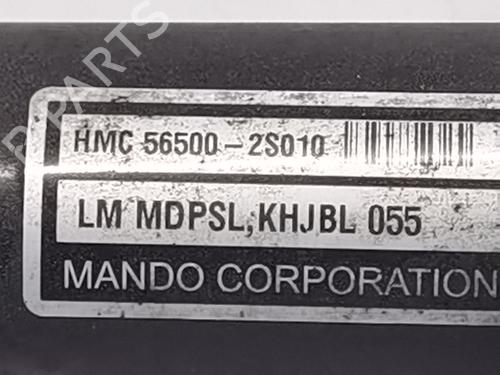 HMC 56500-2S010
LM MDPSL,KHJBL 055
MANDO CORPORATION